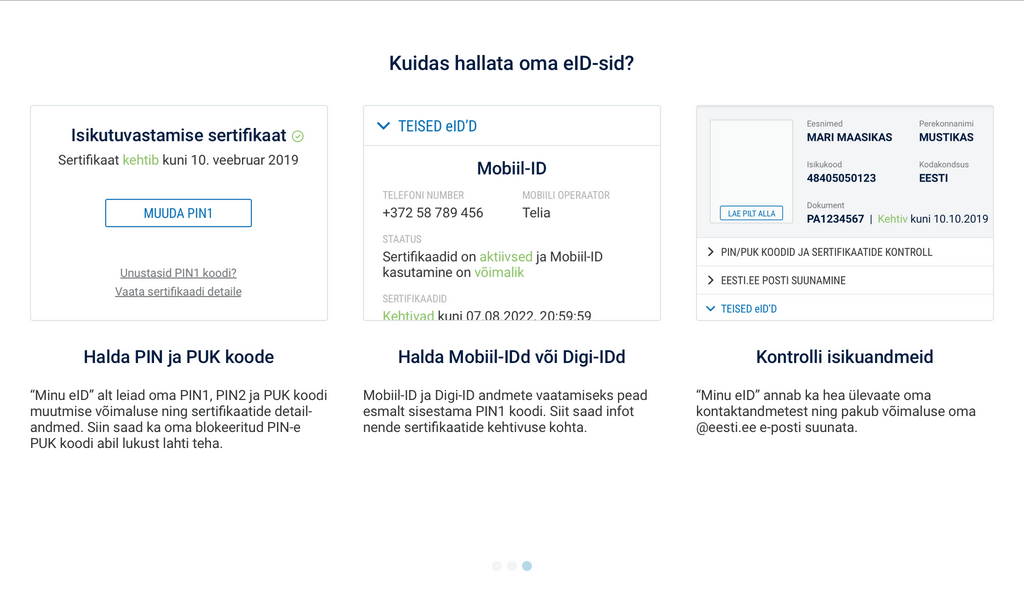 Kuidas hallata oma eID-sid?
Isikutuvastamise sertifikaat
Sertifikaat kehtib kuni 10. veebruar 2019
MUUDA PIN1
Unustasid PIN1 koodi?
Vaata sertifikaadi detaile
Halda PIN ja PUK koode
“Minu eID” alt leiad oma PIN1, PIN2 ja PUK koodi
muutmise võimaluse ning sertifikaatide detail-
andmed. Siin saad ka oma blokeeritud PIN-e
PUK koodi abil lukust lahti teha.
TEISED eID’D
Mobiil-ID
TELEFONI NUMBER MOBIILI OPERAATOR
+372 58 789 456 Telia
STAATUS
Sertifikaadid on aktiivsed ja Mobiil-ID
kasutamine on võimalik
SERTIFIKAADID
Kehtivad kuni 07.08.2022, 20:59:59
Halda Mobiil-IDd või Digi-IDd
Mobiil-ID ja Digi-ID andmete vaatamiseks pead
esmalt sisestama PIN1 koodi. Siit saad infot
nende sertifikaatide kehtivuse kohta.
Eesnimed Perekonnanimi
MARI MAASIKAS MUSTIKAS
Isikukood Kodakondsus
48405050123 EESTI
Dokument
PA1234567 | Kehtiv kuni 10.10.2019
LAE PILT ALLA
PIN/PUK KOODID JA SERTIFIKAATIDE KONTROLL
EESTI.EE POSTI SUUNAMINE
TEISED eID’D
Kontrolli isikuandmeid
“Minu eID” annab ka hea ülevaate oma
kontaktandmetest ning pakub võimaluse oma
@eesti.ee e-posti suunata.